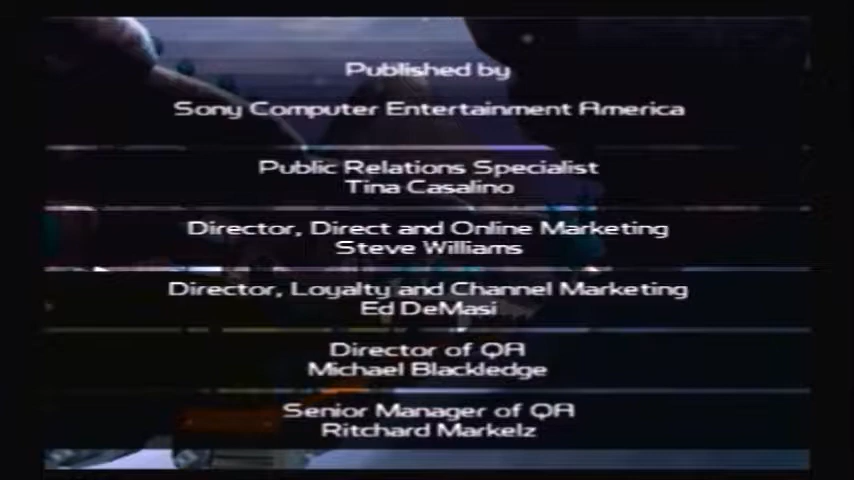 Published by
Sony Computer Entertainment America
Public Relations Specialist
Tina Casalino
Director, Direct and Online Marketing
Steve Williams
Director, Loyalty and Channel Marketing
Ed DeMasi
Director of QA
Michael Blackledge
Senior Manager of QA
Ritchard Markelz